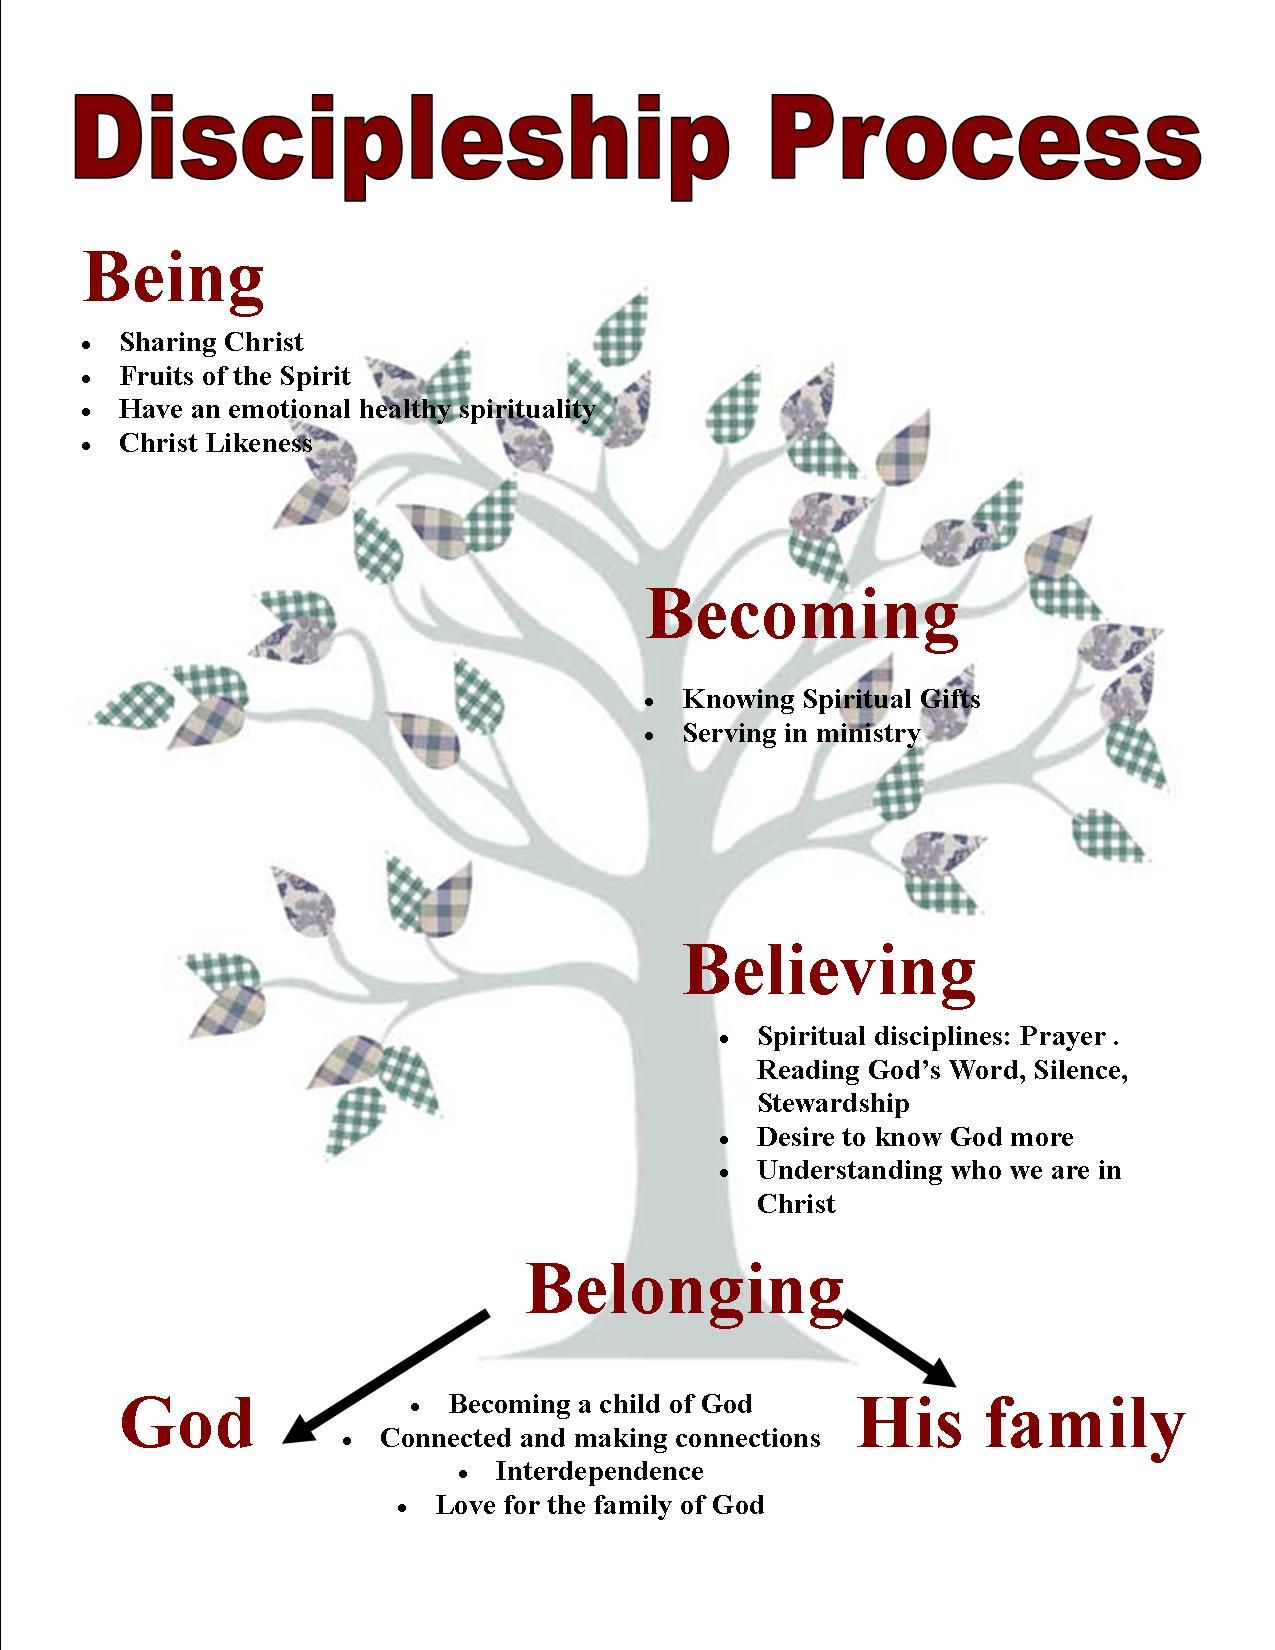 Discipleship Process
Being
• Sharing Christ
• Fruits of the Spirit
• Have an emotional healthy spirituality
• Christ Likeness
Becoming
• Knowing Spiritual Gifts
• Serving in ministry
Believing
• Spiritual disciplines: Prayer .
Reading God's Word, Silence,
Stewardship
• Desire to know God more
• Understanding who we are in
Christ
Belonging
God
• Becoming a child of God
• Connected and making connections
• Interdependence
• Love for the family of God
His family